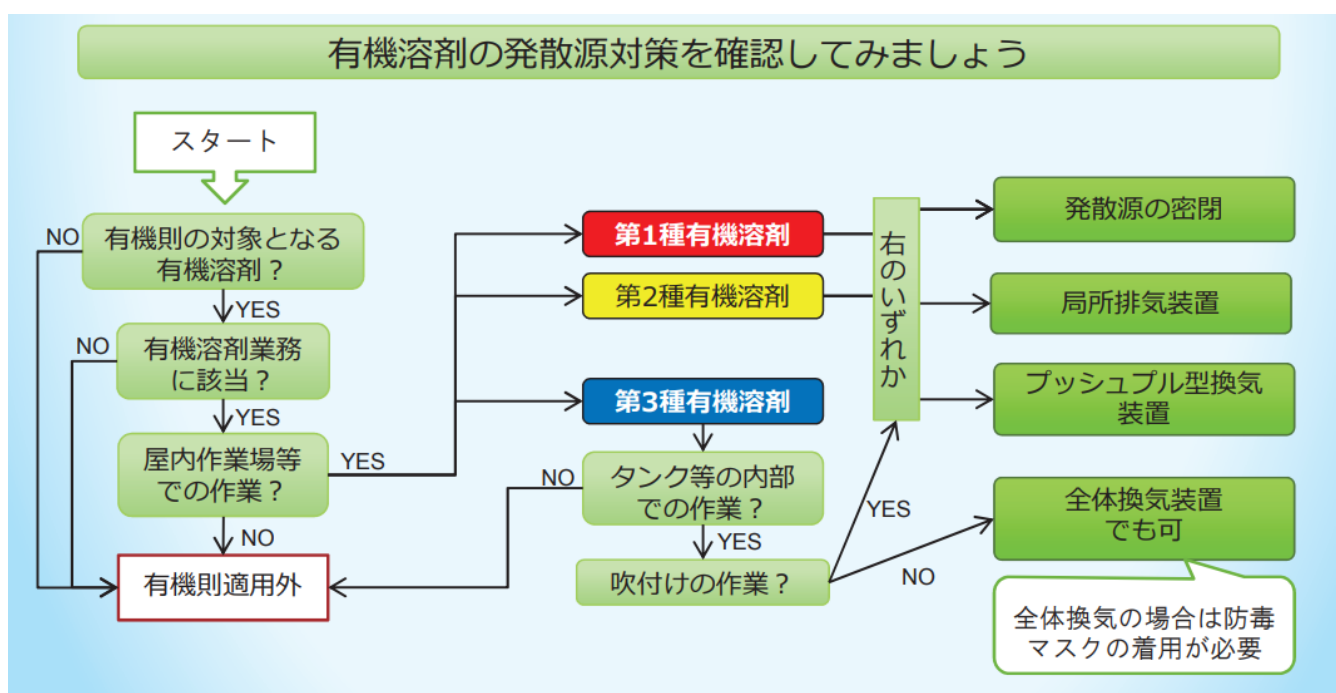 有機溶剤の発散源対策を確認してみましょう
スタート
NO
有機則の対象となる
有機溶剤？
YES
NO
有機溶剤業務
に該当？
YES
屋内作業場等
での作業？
YES
NO
有機則適用外
第1種有機溶剤
第2種有機溶剤
第3種有機溶剤
NO
タンク等の内部
での作業？
YES
吹付けの作業？
YES
NO
右のいずれか
発散源の密閉
局所排気装置
プッシュプル型換気
装置
全体換気装置
でも可
全体換気の場合は防毒
マスクの着用が必要